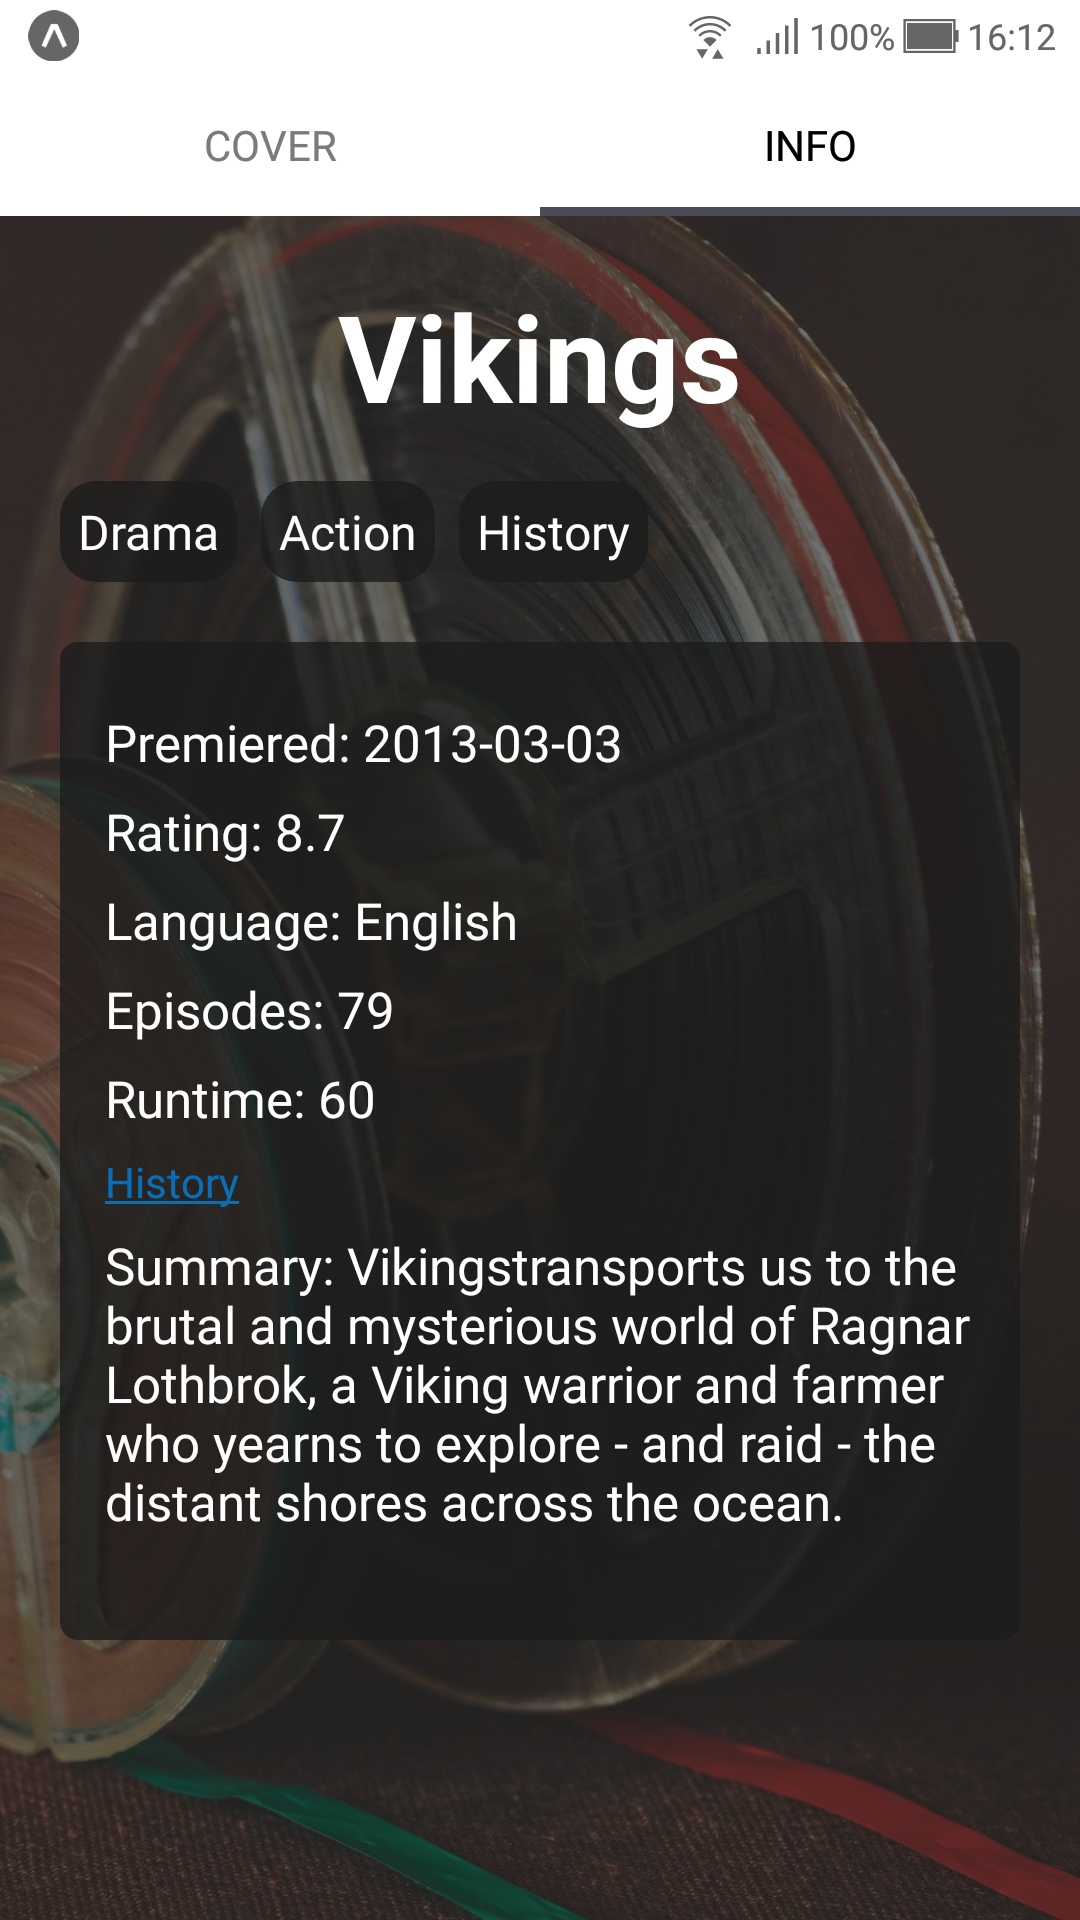 100% 16:12
COVER INFO
Vikings
Drama Action History
Premiered: 2013-03-03
Rating: 8.7
Language: English
Episodes: 79
Runtime: 60
History
Summary: Vikingstransports us to the
brutal and mysterious world of Ragnar
Lothbrok, a Viking warrior and farmer
who yearns to explore - and raid - the
distant shores across the ocean.